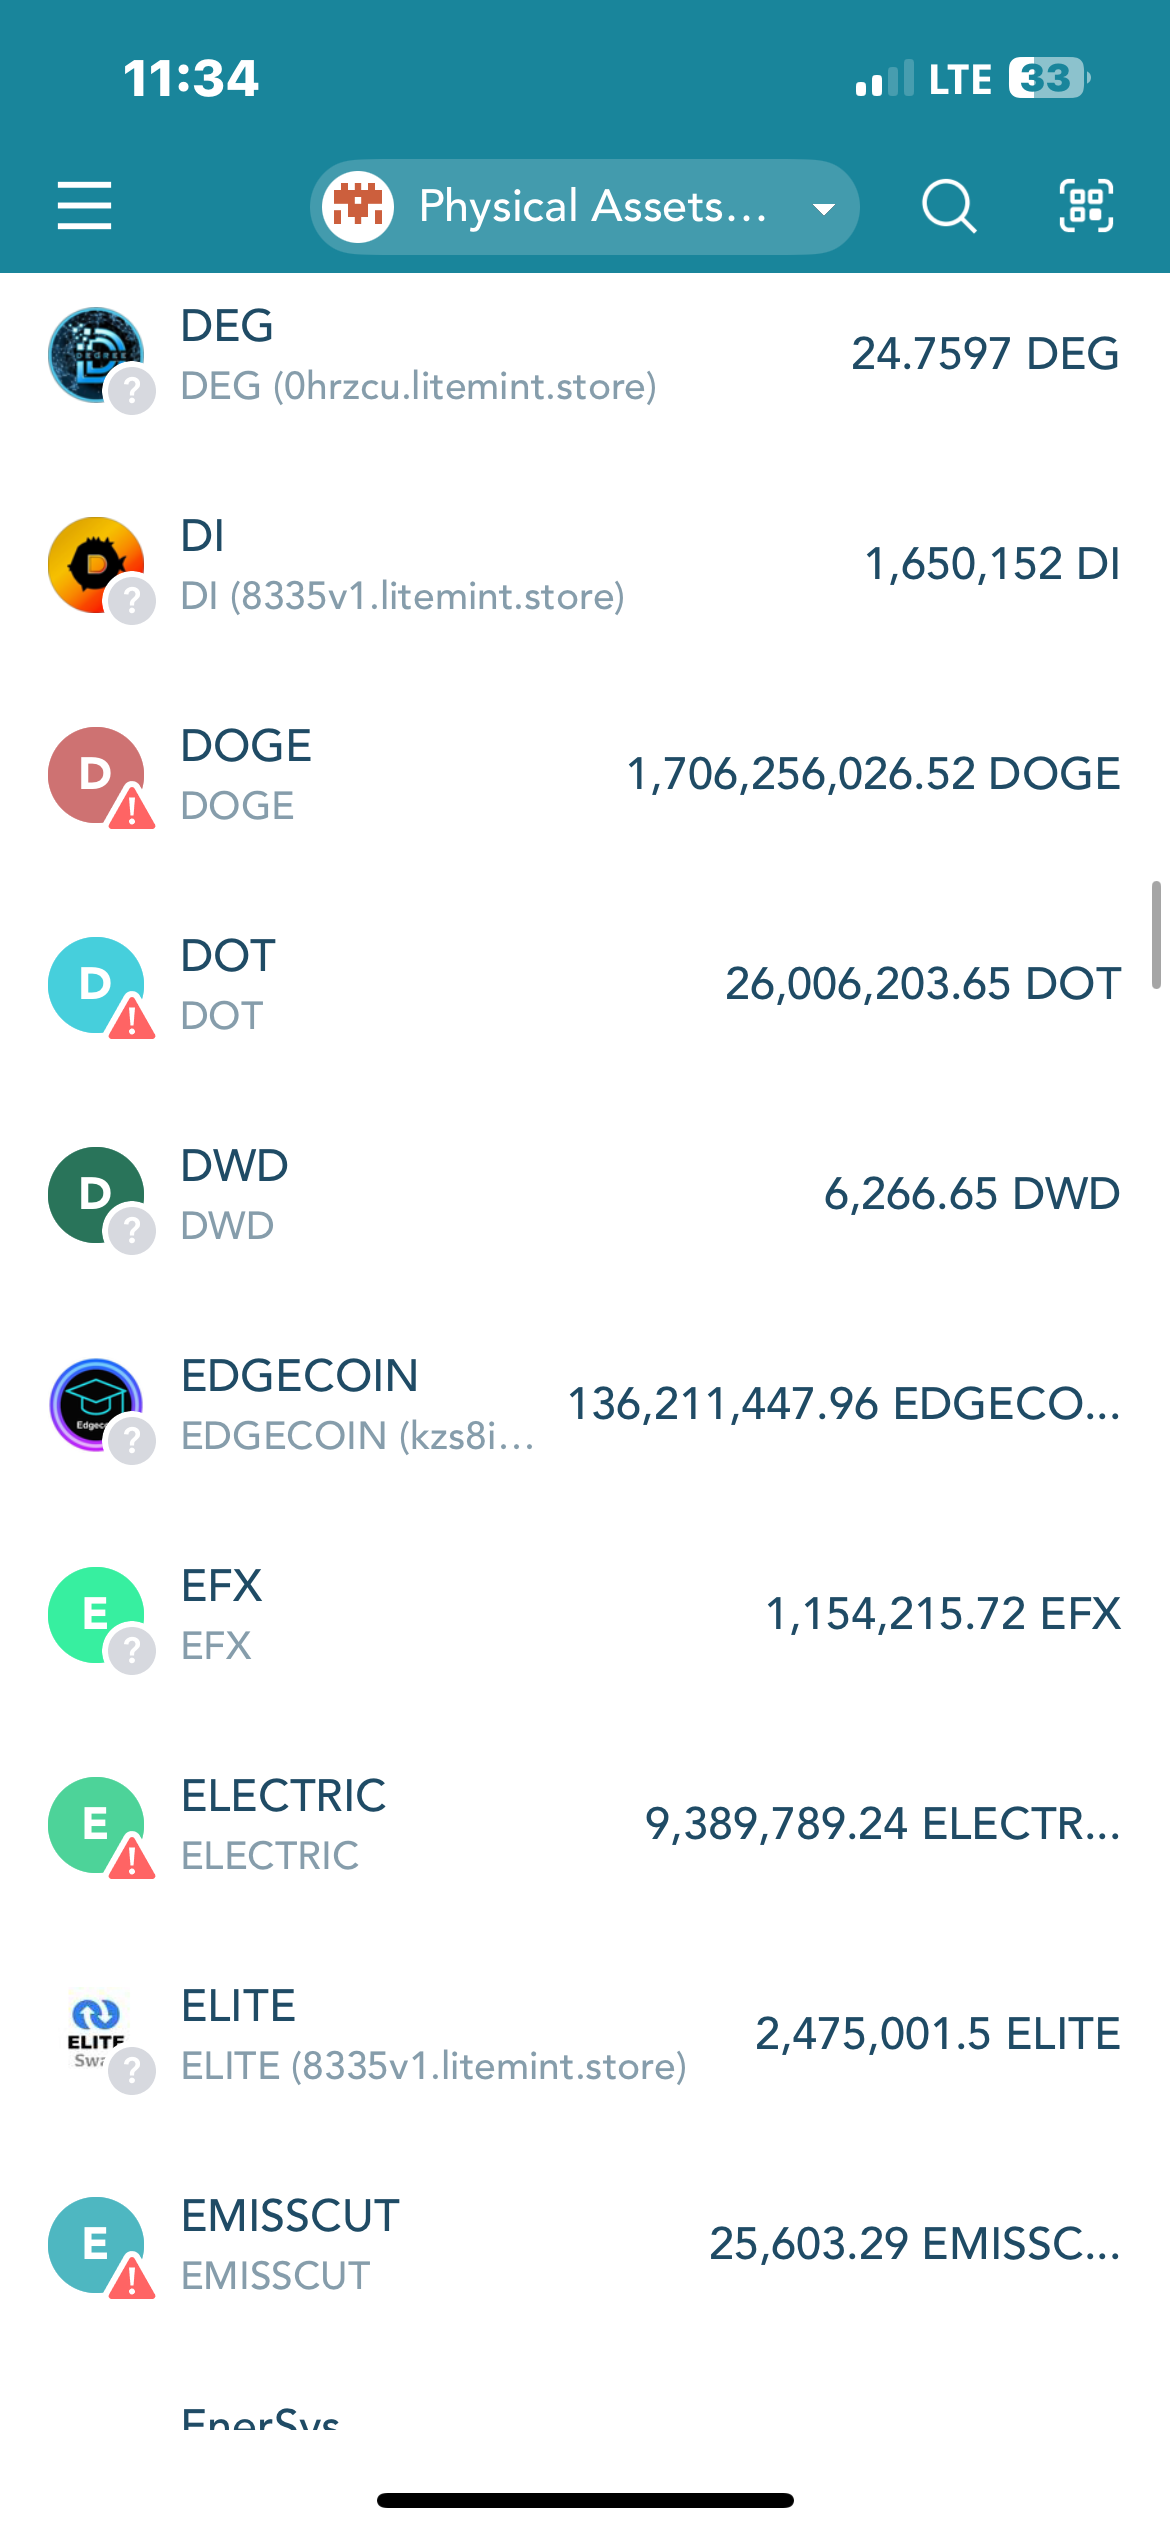 11:34
LTE 33
Physical Assets...
DEG
DEG (0hrzcu.litemint.store)
24.7597 DEG
DI
DI (8335v1.litemint.store)
1,650,152 DI
D
DOGE
DOGE
1,706,256,026.52 DOGE
D
DOT
DOT
26,006,203.65 DOT
D
DWD
DWD
6,266.65 DWD
EDGECOIN
EDGECOIN (kzs8i...
136,211,447.96 EDGECO...
E
EFX
EFX
1,154,215.72 EFX
E
ELECTRIC
ELECTRIC
9,389,789.24 ELECTR...
ELITE
ELITE
ELITE (8335v1.litemint.store)
2,475,001.5 ELITE
E
EMISSCUT
EMISSCUT
25,603.29 EMISSC...
EnerSys